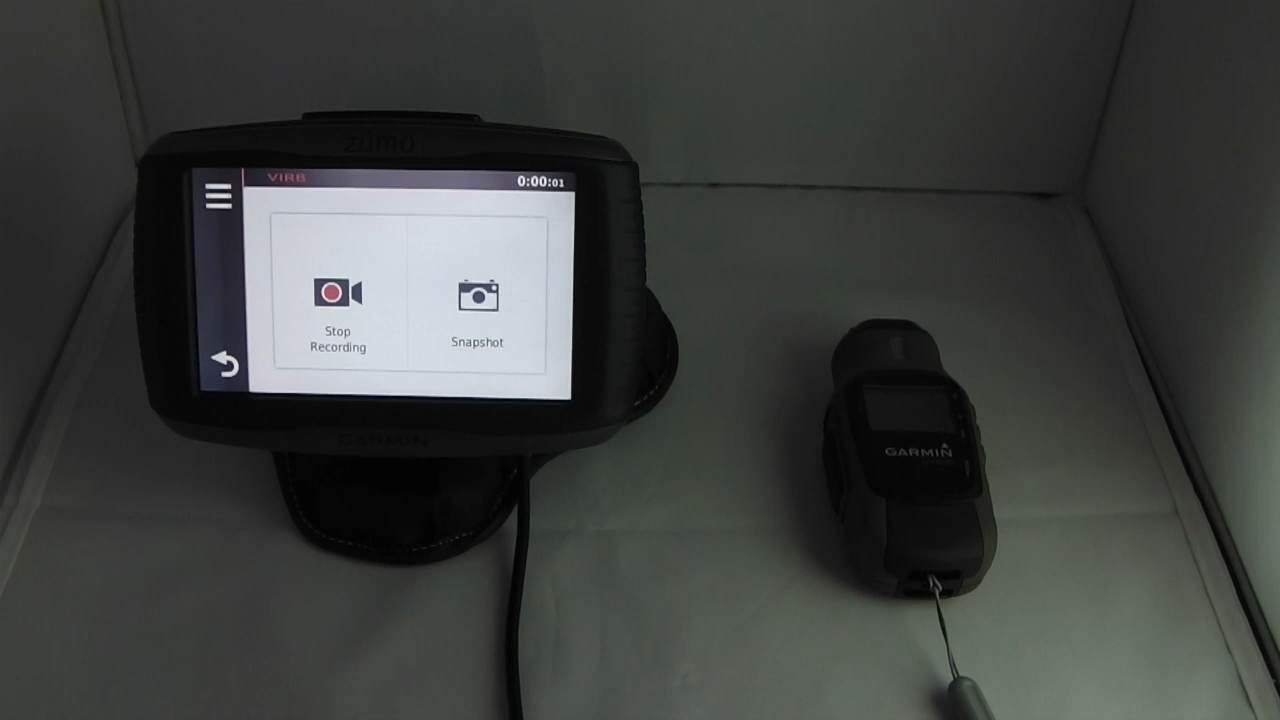 zūmo
VIRB
0:00:01
Stop
Recording
Snapshot
GARMIN
GARMIN